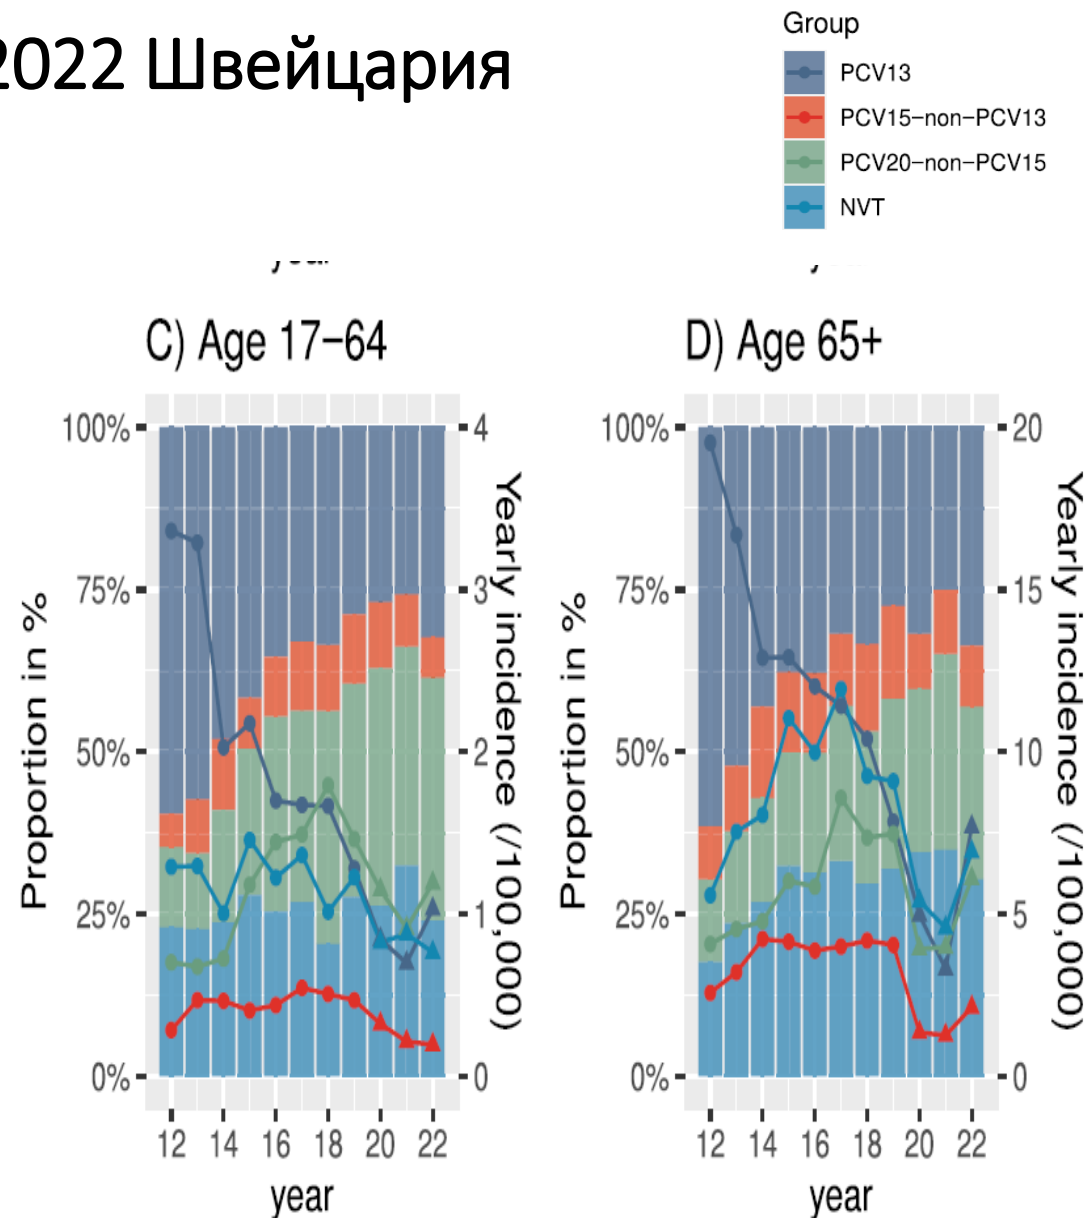 2022 Швейцария
Group
PCV13
PCV15-non-PCV13
PCV20-non-PCV15
NVT
C) Age 17-64
100%
75%
50%
25%
0%
Proportion in %
4
3
2
1
0
Yearly incidence (/100,000)
12 14 16 18 20 22
year
D) Age 65+
100%
75%
50%
25%
0%
Proportion in %
20
15
10
5
0
Yearly incidence (/100,000)
12 14 16 18 20 22
year